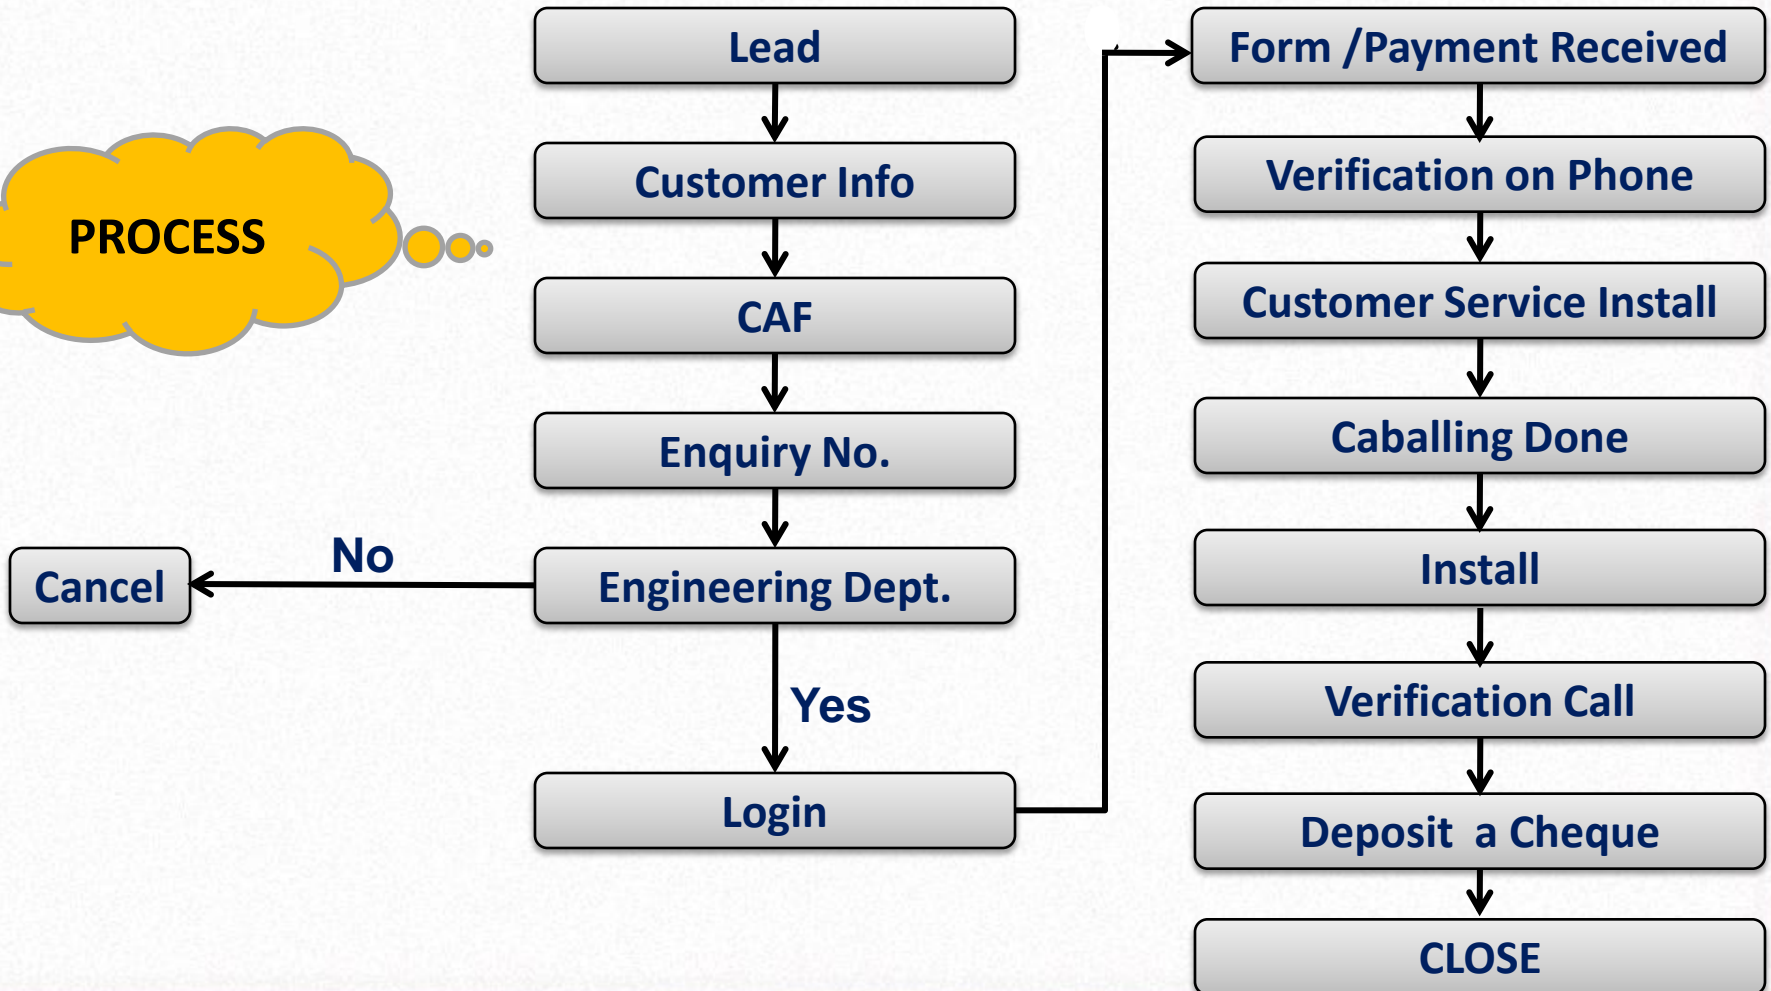 PROCESS
Lead
Customer Info
CAF
Enquiry No.
Engineering Dept.
No
Cancel
Yes
Login
Form /Payment Received
Verification on Phone
Customer Service Install
Caballing Done
Install
Verification Call
Deposit  a Cheque
CLOSE